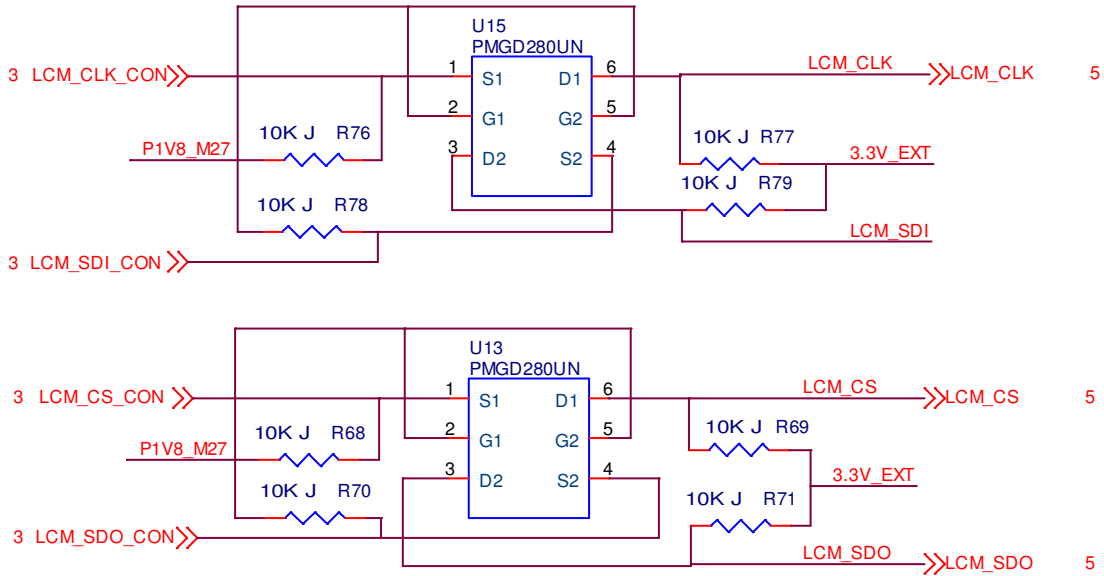 U15
PMGD280UN
3 LCM_CLK_CON
1 S1 D1 6
LCM_CLK
LCM_CLK 5
2 G1 G2 5
10K J R76
P1V8_M27
3 D2 S2 4
10K J R77
3.3V_EXT
10K J R79
10K J R78
LCM_SDI
3 LCM_SDI_CON
U13
PMGD280UN
3 LCM_CS_CON
1 S1 D1 6
LCM_CS
LCM_CS 5
2 G1 G2 5
10K J R68
P1V8_M27
10K J R69
3 D2 S2 4
3.3V_EXT
10K J R70
10K J R71
3 LCM_SDO_CON
LCM_SDO
LCM_SDO 5